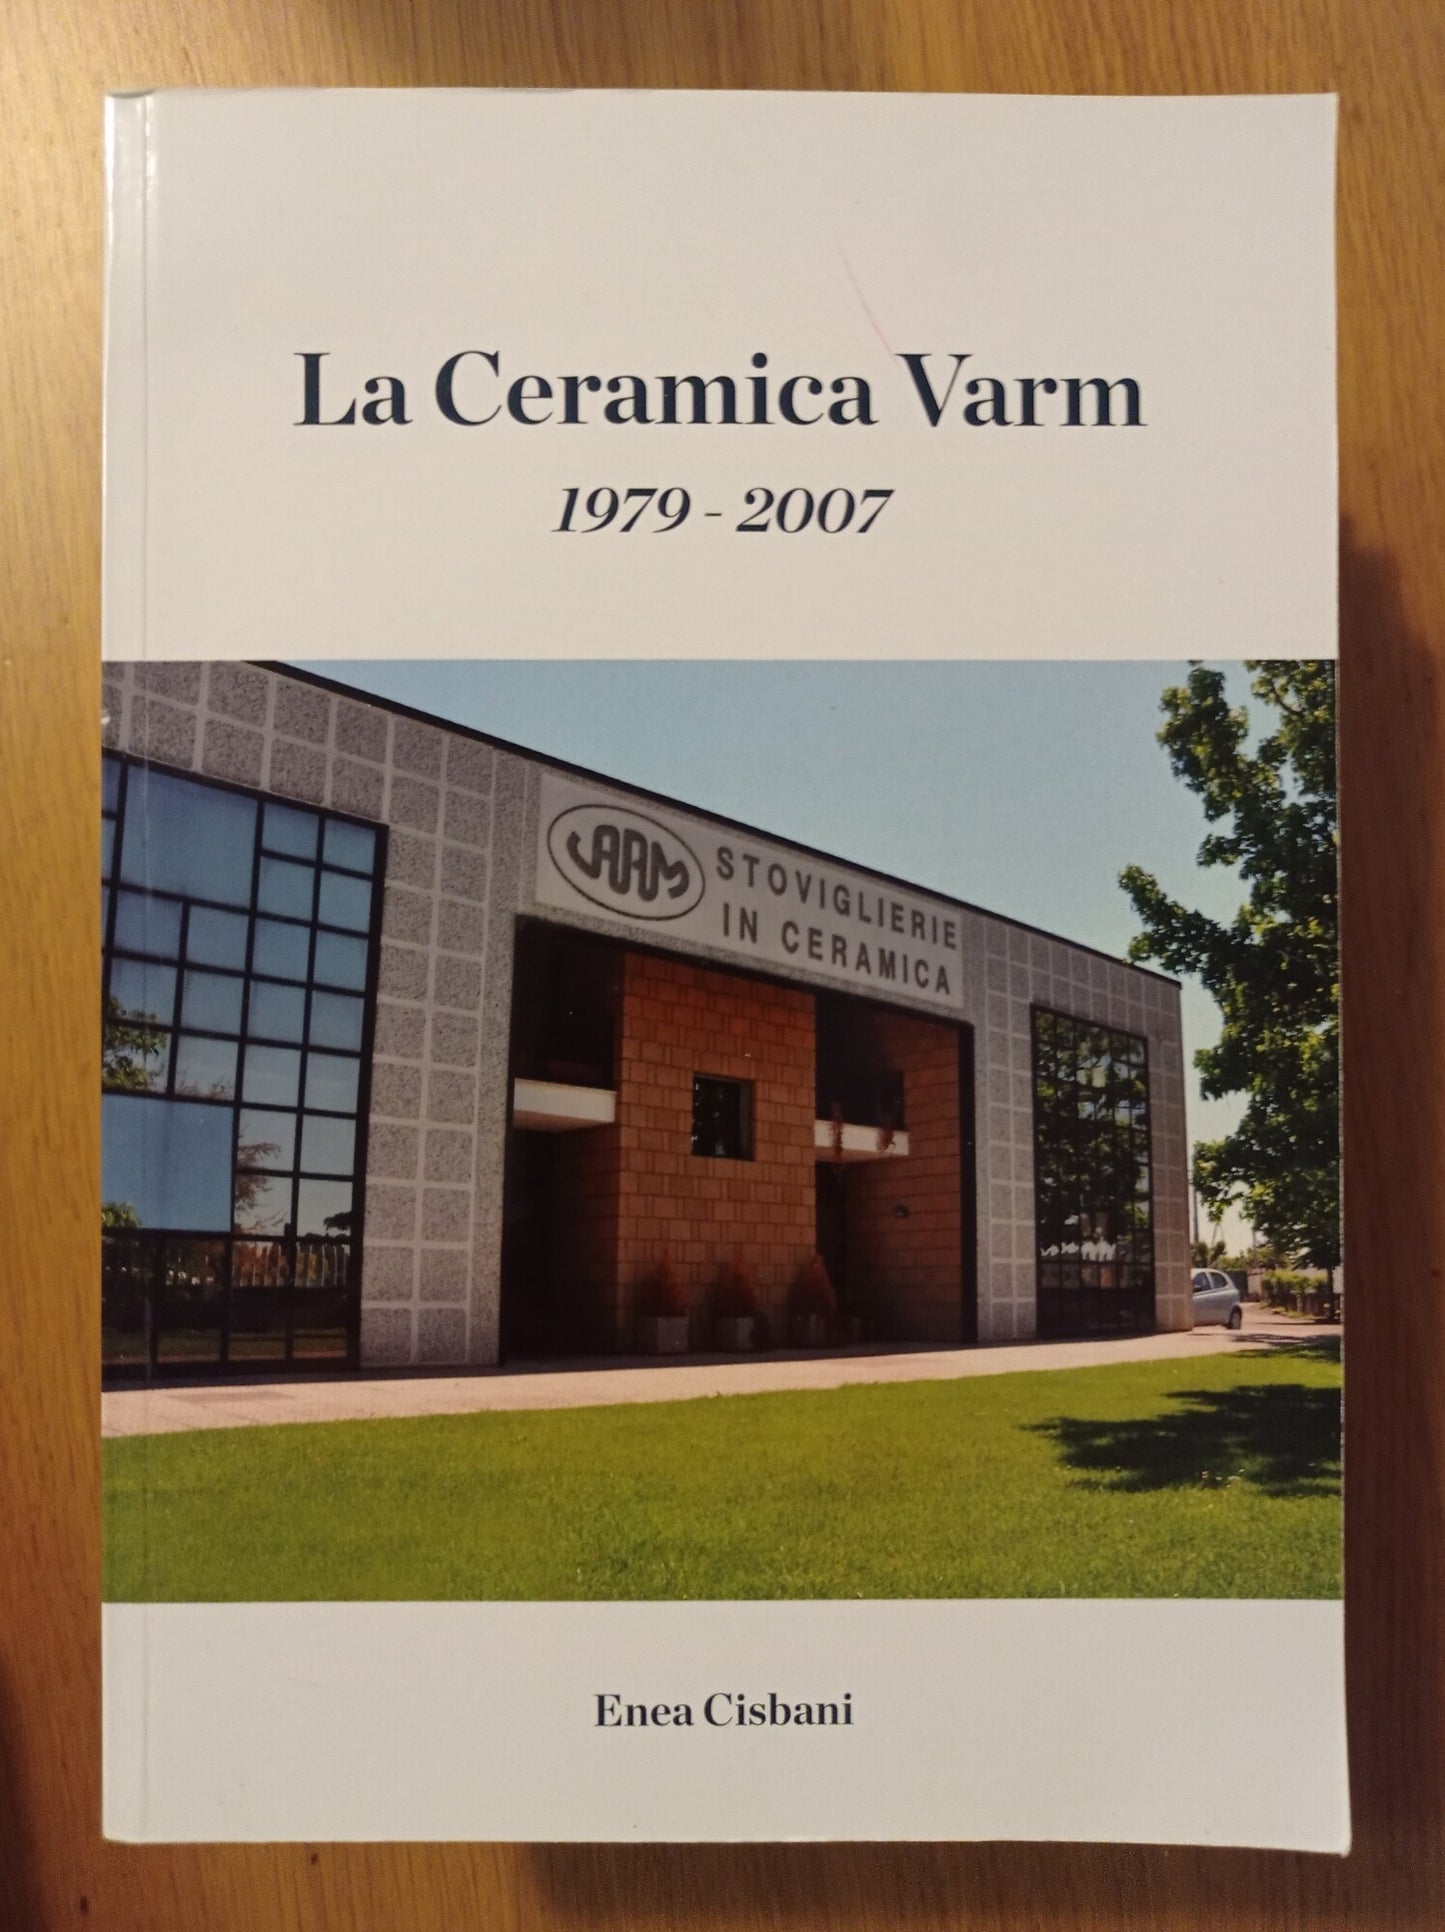 La Ceramica Varm
1979 - 2007
VARM
STOVIGLIERIE
IN CERAMICA
Enea Cisbani